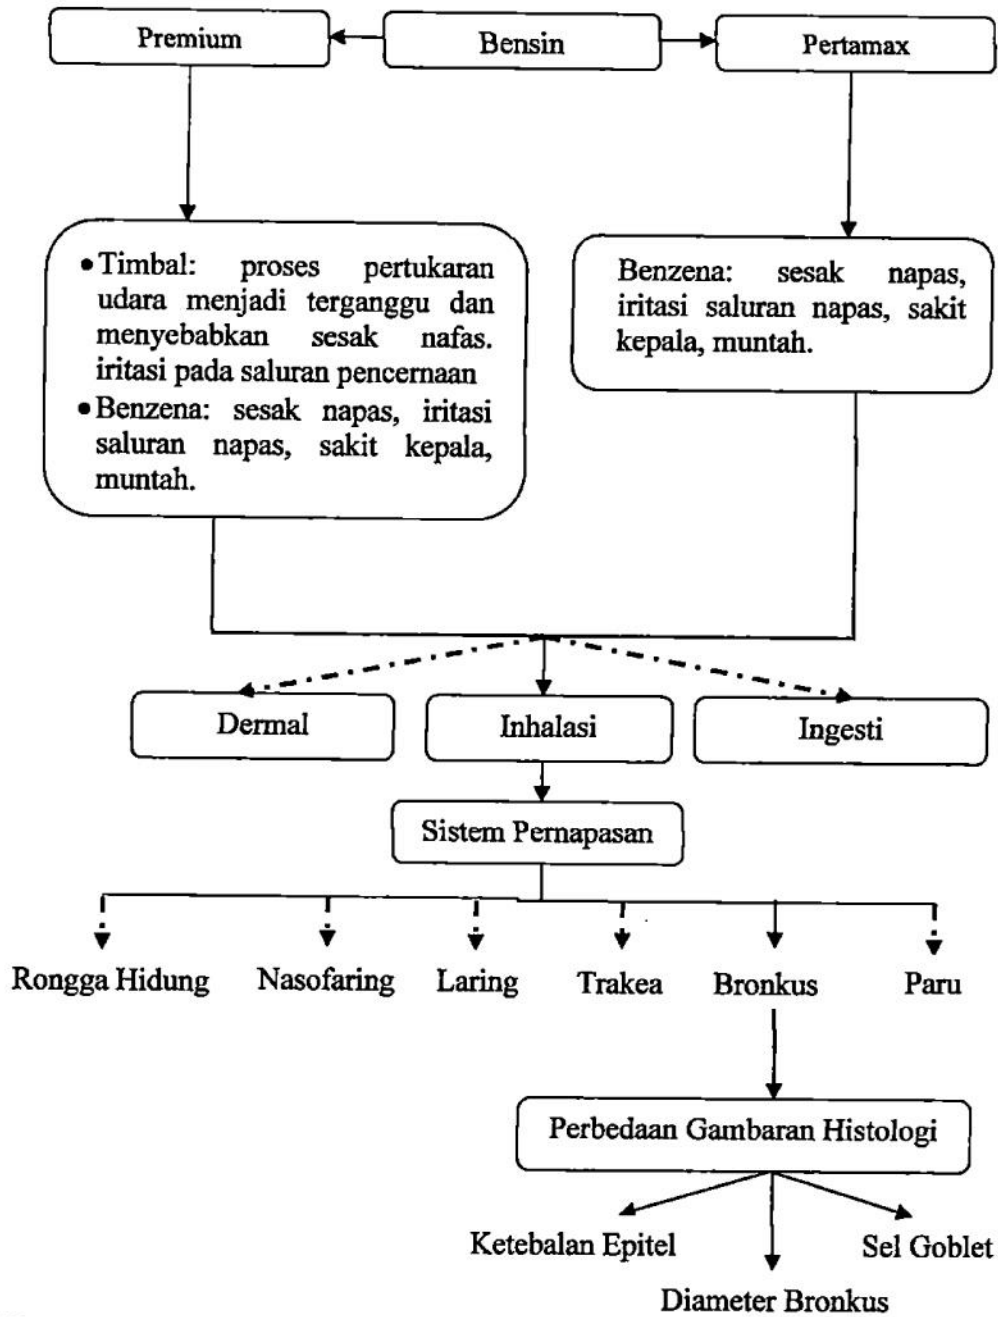 Premium
Bensin
Pertamax
•Timbal: proses pertukaran
udara menjadi terganggu dan
menyebabkan sesak nafas.
iritasi pada saluran pencernaan
•Benzena: sesak napas, iritasi
saluran napas, sakit kepala,
muntah.
Benzena: sesak napas,
iritasi saluran napas, sakit
kepala, muntah.
Dermal
Inhalasi
Ingesti
Sistem Pernapasan
Rongga Hidung
Nasofaring
Laring
Trakea
Bronkus
Paru
Perbedaan Gambaran Histologi
Ketebalan Epitel
Sel Goblet
Diameter Bronkus